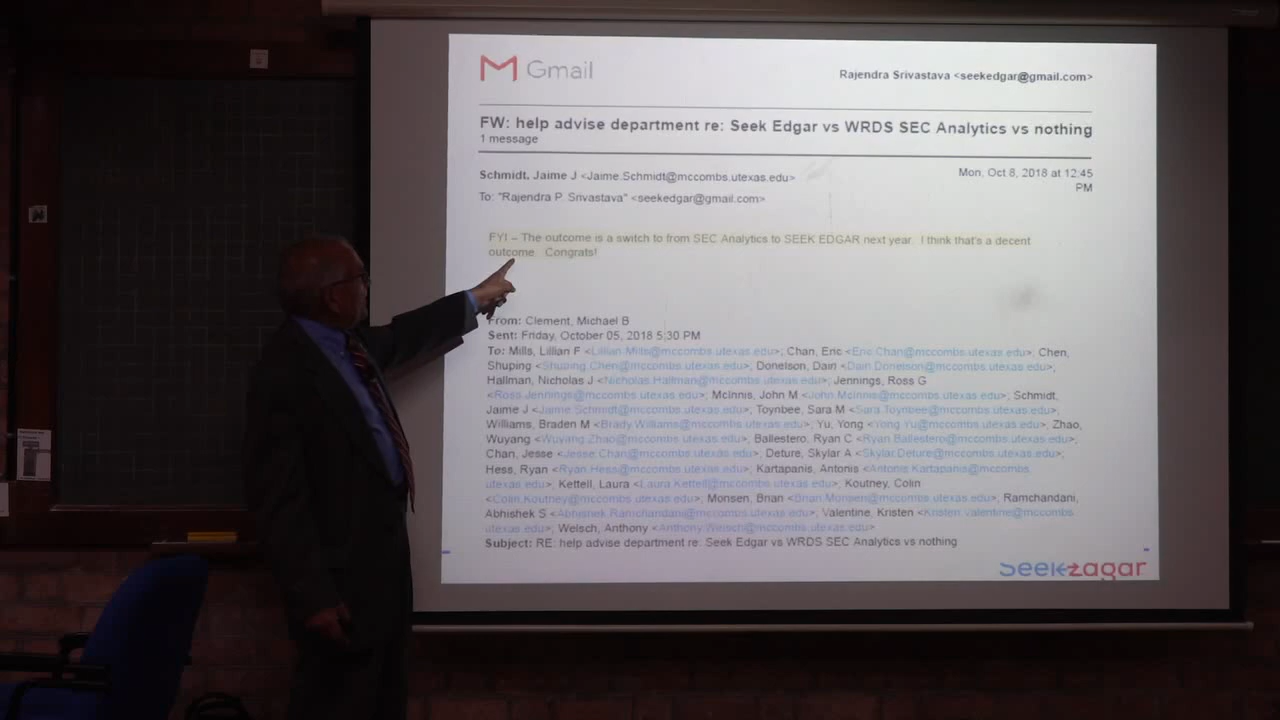 Gmail
Rajendra Srivastava <seekedgar@gmail.com>
FW: help advise department re: Seek Edgar vs WRDS SEC Analytics vs nothing
1 message
Schmidt, Jaime J <Jaime.Schmidt@mccombs.utexas.edu>
Mon, Oct 8, 2018 at 12:45
PM
To: "Rajendra P. Srivastava" <seekedgar@gmail.com>
FYI – The outcome is a switch to from SEC Analytics to SEEK EDGAR next year. I think that's a decent
outcome. Congrats!
From: Clement, Michael B
Sent: Friday, October 05, 2018 5:30 PM
To: Mills, Lillian F <Lillian.Mills@mccombs.utexas.edu>; Chan, Eric <Eric.Chan@mccombs.utexas.edu>; Chen,
Shuping <Shuping.Chen@mccombs.utexas.edu>; Donelson, Dain <Dain.Donelson@mccombs.utexas.edu>;
Hallman, Nicholas J <Nicholas.Hallman@mccombs.utexas.edu>; Jennings, Ross G
<Ross.Jennings@mccombs.utexas.edu>; McInnis, John M <John.McInnis@mccombs.utexas.edu>; Schmidt,
Jaime J <Jaime.Schmidt@mccombs.utexas.edu>; Toynbee, Sara M <Sara.Toynbee@mccombs.utexas.edu>;
Williams, Braden M <Brady.Williams@mccombs.utexas.edu>; Yu, Yong <Yong.Yu@mccombs.utexas.edu>; Zhao,
Wuyang <Wuyang.Zhao@mccombs.utexas.edu>; Ballestero, Ryan C <Ryan.Ballestero@mccombs.utexas.edu>;
Chan, Jesse <Jesse.Chan@mccombs.utexas.edu>; Deture, Skylar A <Skylar.Deture@mccombs.utexas.edu>;
Hess, Ryan <Ryan.Hess@mccombs.utexas.edu>; Kartapanis, Antonis <Antonis.Kartapanis@mccombs.
utexas.edu>; Kettell, Laura <Laura.Kettell@mccombs.utexas.edu>; Koutney, Colin
<Colin.Koutney@mccombs.utexas.edu>; Monsen, Brian <Brian.Monsen@mccombs.utexas.edu>; Ramchandani,
Abhishek S <Abhishek.Ramchandani@mccombs.utexas.edu>; Valentine, Kristen <Kristen.Valentine@mccombs.
utexas.edu>; Welsch, Anthony <Anthony.Welsch@mccombs.utexas.edu>
Subject: RE: help advise department re: Seek Edgar vs WRDS SEC Analytics vs nothing